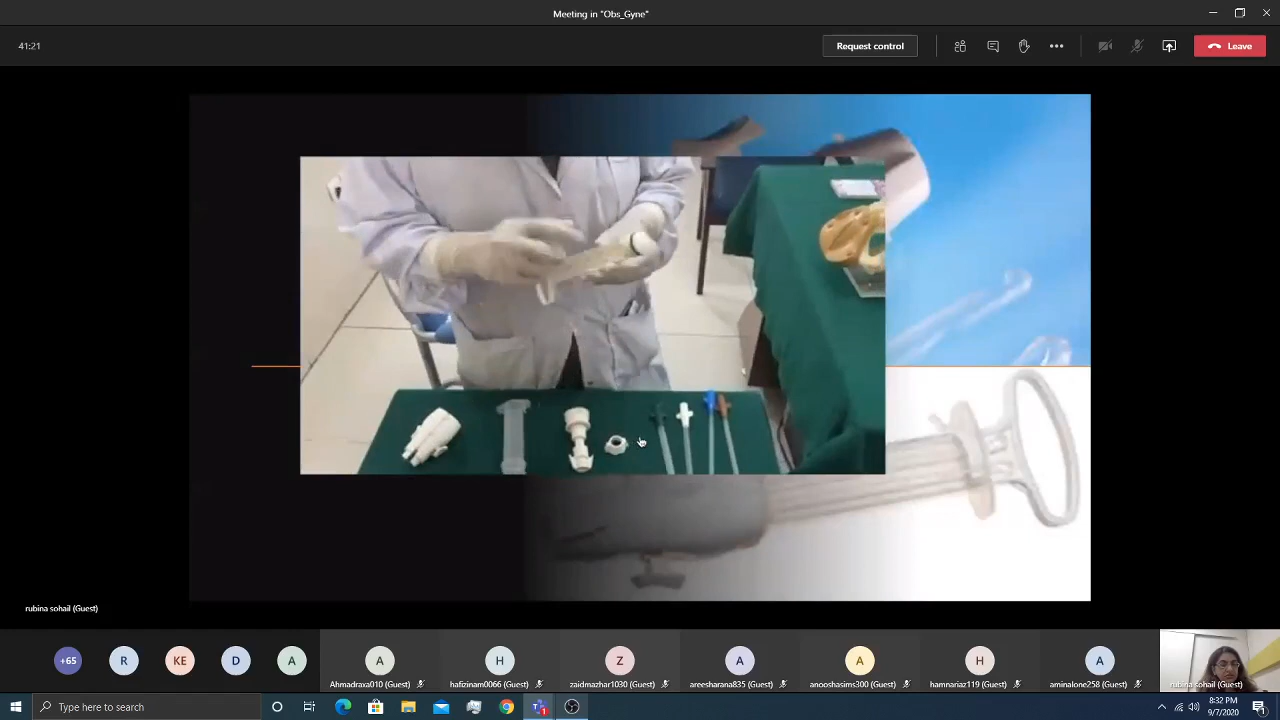 Meeting in "Obs_Gyne"
41:21
Request control
Leave
rubina sohail (Guest)
+65
R
KE
D
A
A
H
Z
A
A
H
A
Ahmadraxa010 (Guest)
hafizinam0066 (Guest)
zaidmazhar1030 (Guest)
areesharana835 (Guest)
anooshasims300 (Guest)
hamnariaz119 (Guest)
aminalone258 (Guest)
rubina sohail (Guest)
Type here to search
8:32 PM
9/7/2020